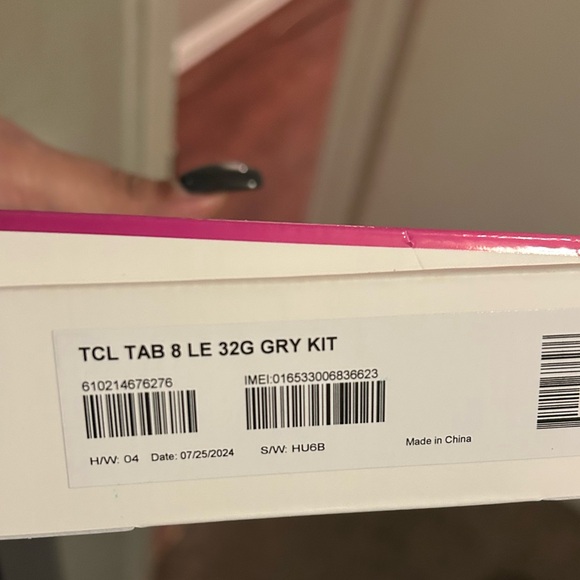 TCL TAB 8 LE 32G GRY KIT
610214676276
IMEI:016533006836623
H/W: 04 Date: 07/25/2024 S/W: HU6B
Made in China